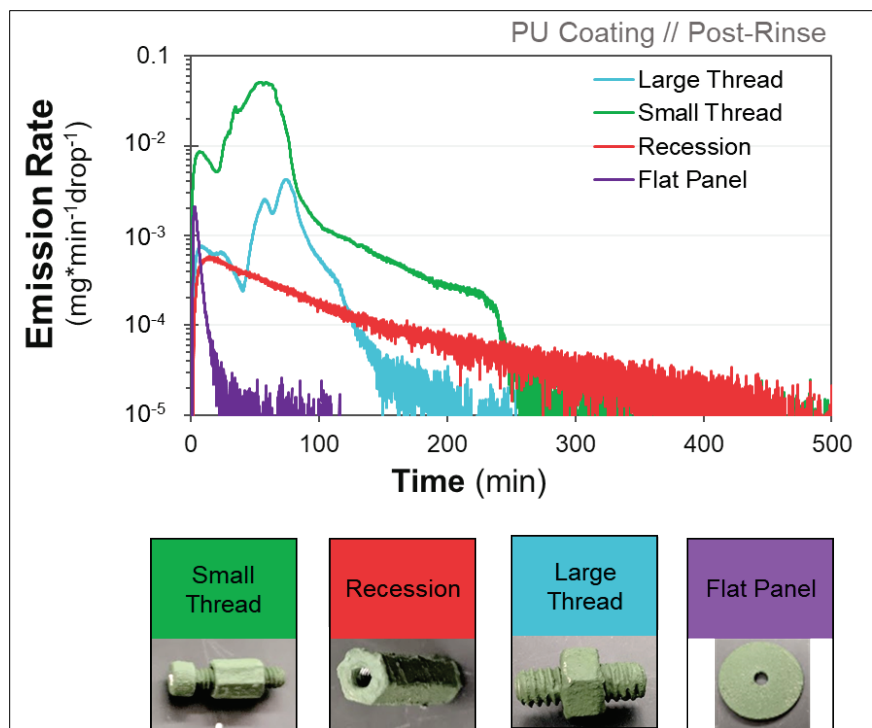 PU Coating // Post-Rinse
0.1
10⁻²
10⁻³
10⁻⁴
10⁻⁵
Emission Rate
(mg*min⁻¹drop⁻¹)
Large Thread
Small Thread
Recession
Flat Panel
0 100 200 300 400 500
Time (min)
Small
Thread
Recession
Large
Thread
Flat Panel